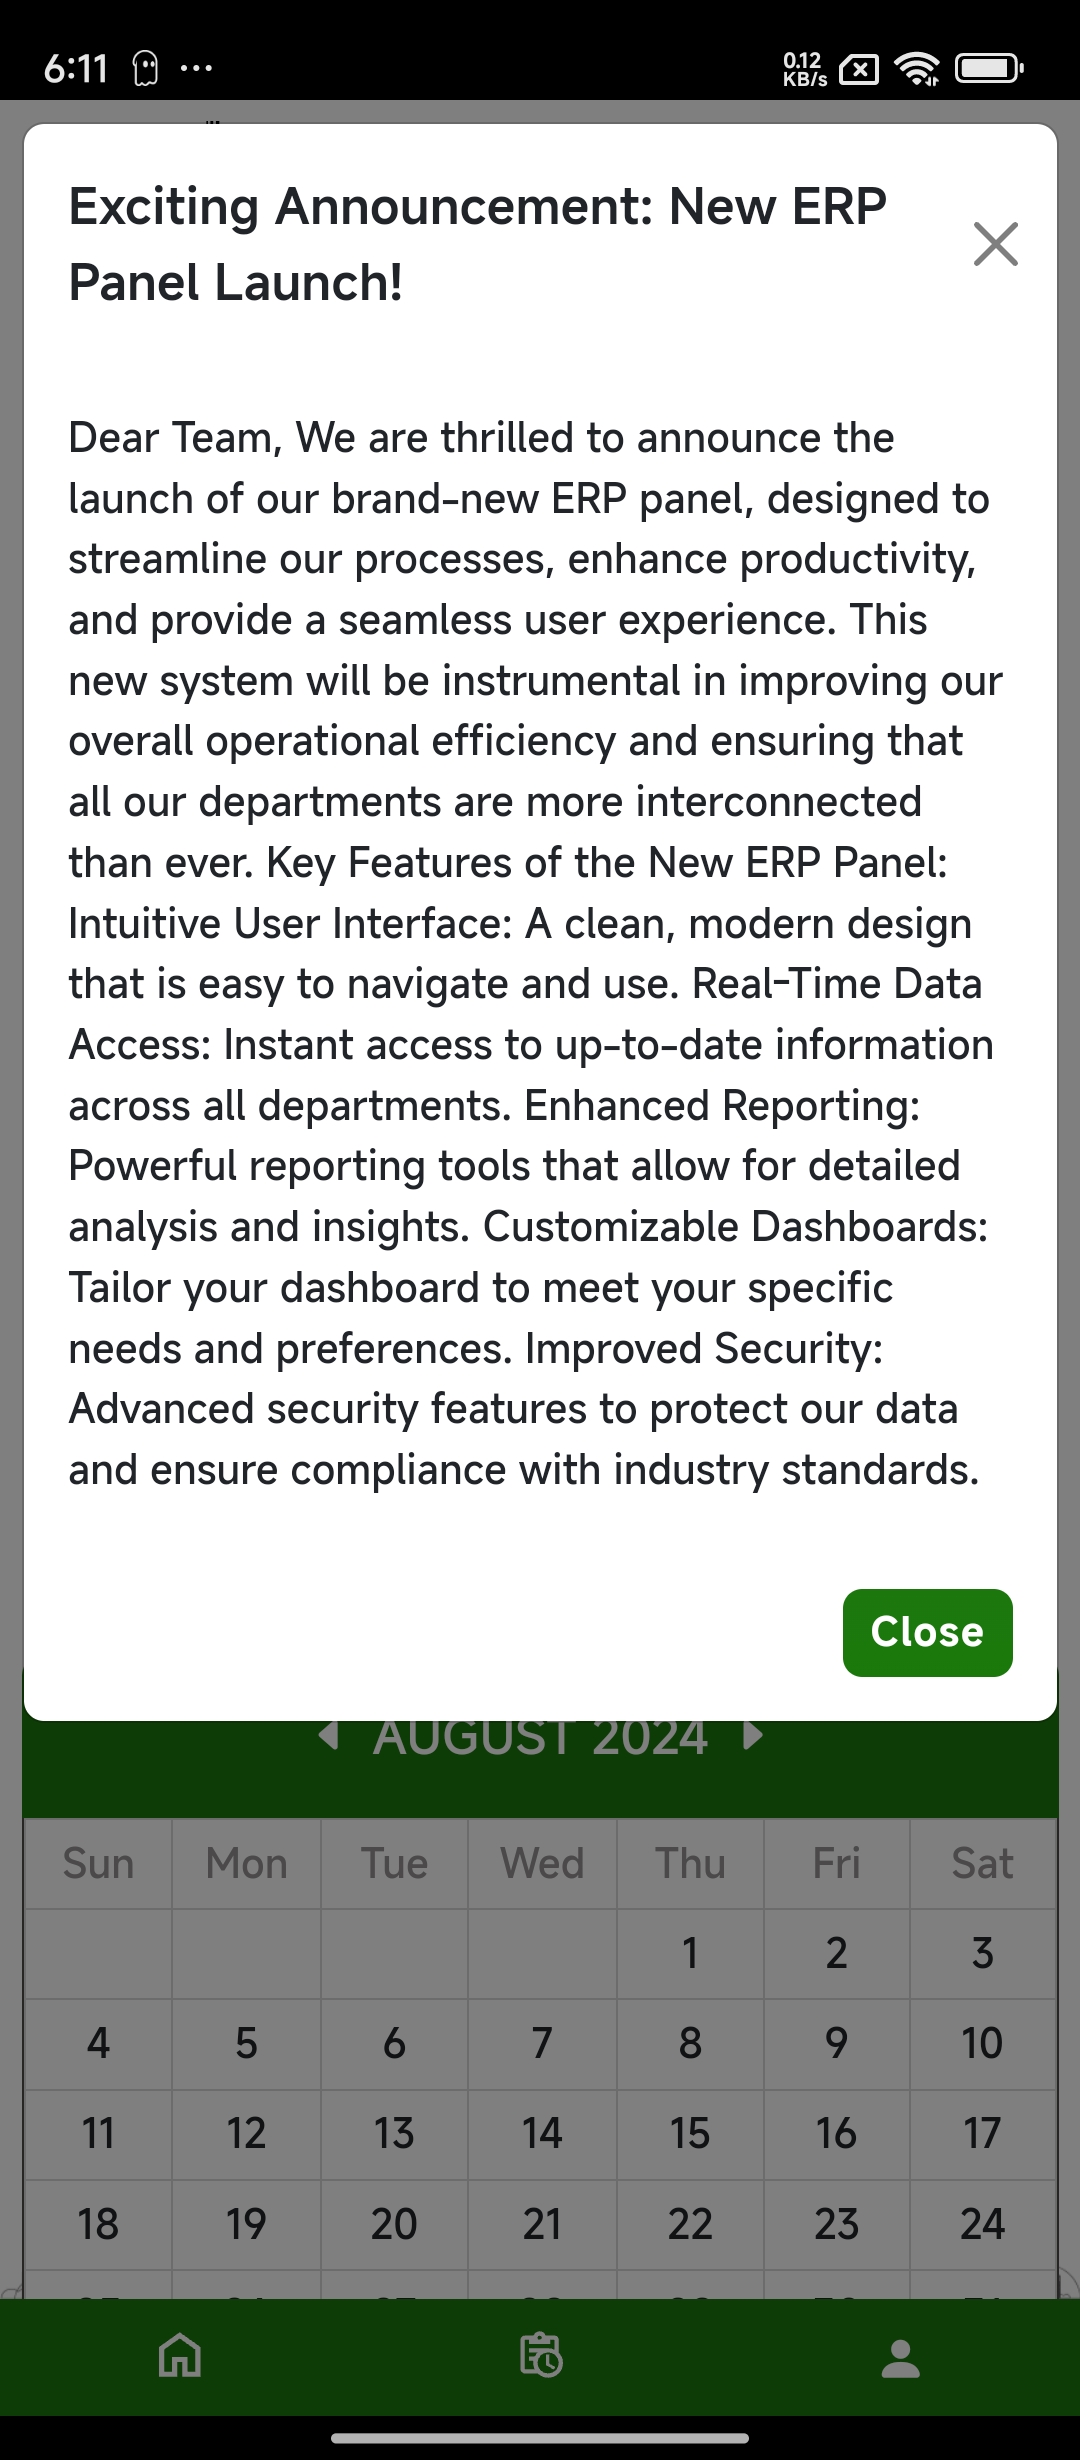 6:11
0.12
KB/s
Exciting Announcement: New ERP
Panel Launch!
Dear Team, We are thrilled to announce the
launch of our brand-new ERP panel, designed to
streamline our processes, enhance productivity,
and provide a seamless user experience. This
new system will be instrumental in improving our
overall operational efficiency and ensuring that
all our departments are more interconnected
than ever. Key Features of the New ERP Panel:
Intuitive User Interface: A clean, modern design
that is easy to navigate and use. Real-Time Data
Access: Instant access to up-to-date information
across all departments. Enhanced Reporting:
Powerful reporting tools that allow for detailed
analysis and insights. Customizable Dashboards:
Tailor your dashboard to meet your specific
needs and preferences. Improved Security:
Advanced security features to protect our data
and ensure compliance with industry standards.
Close
AUGUST 2024
Sun Mon Tue Wed Thu Fri Sat
1 2 3
4 5 6 7 8 9 10
11 12 13 14 15 16 17
18 19 20 21 22 23 24